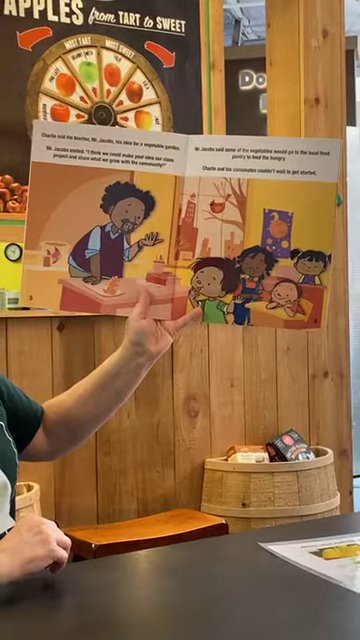 APPLES from TART to SWEET
MOST TART
MOST SWEET
Do
Charlie told his teacher, Mr. Jacobs, his idea for a vegetable garden.
Mr. Jacobs smiled. "I think we could make your idea our class
project and share what we grow with the community!"
Mr. Jacobs said some of the vegetables would go to the local food
pantry to feed the hungry.
Charlie and his classmates couldn't wait to get started.